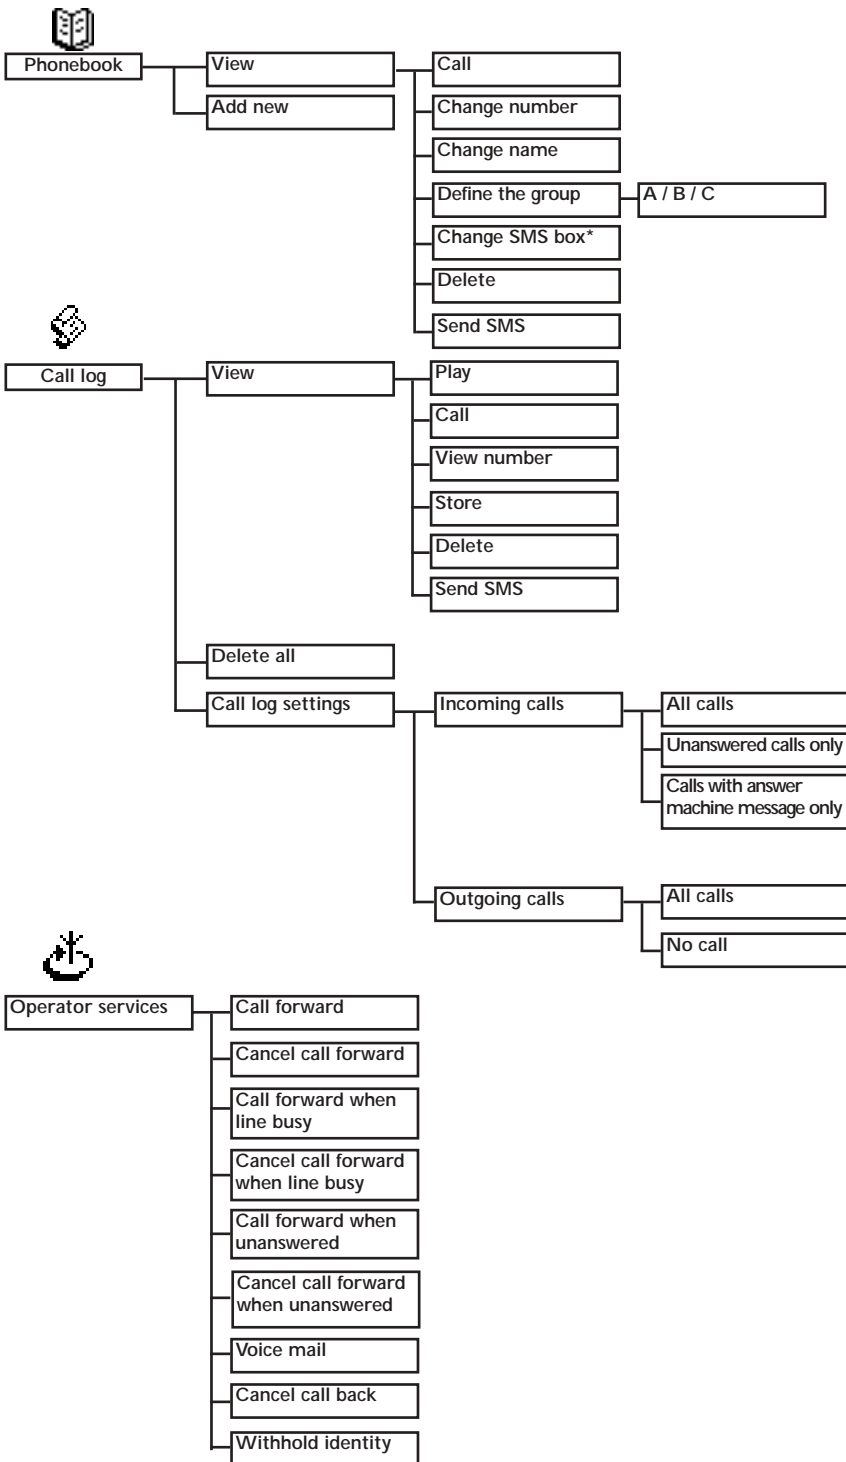 Phonebook
View
Add new
Call
Change number
Change name
Define the group
A / B / C
Change SMS box*
Delete
Send SMS
Call log
View
Play
Call
View number
Store
Delete
Send SMS
Delete all
Call log settings
Incoming calls
All calls
Unanswered calls only
Calls with answer
machine message only
Outgoing calls
All calls
No call
Operator services
Call forward
Cancel call forward
Call forward when
line busy
Cancel call forward
when line busy
Call forward when
unanswered
Cancel call forward
when unanswered
Voice mail
Cancel call back
Withhold identity